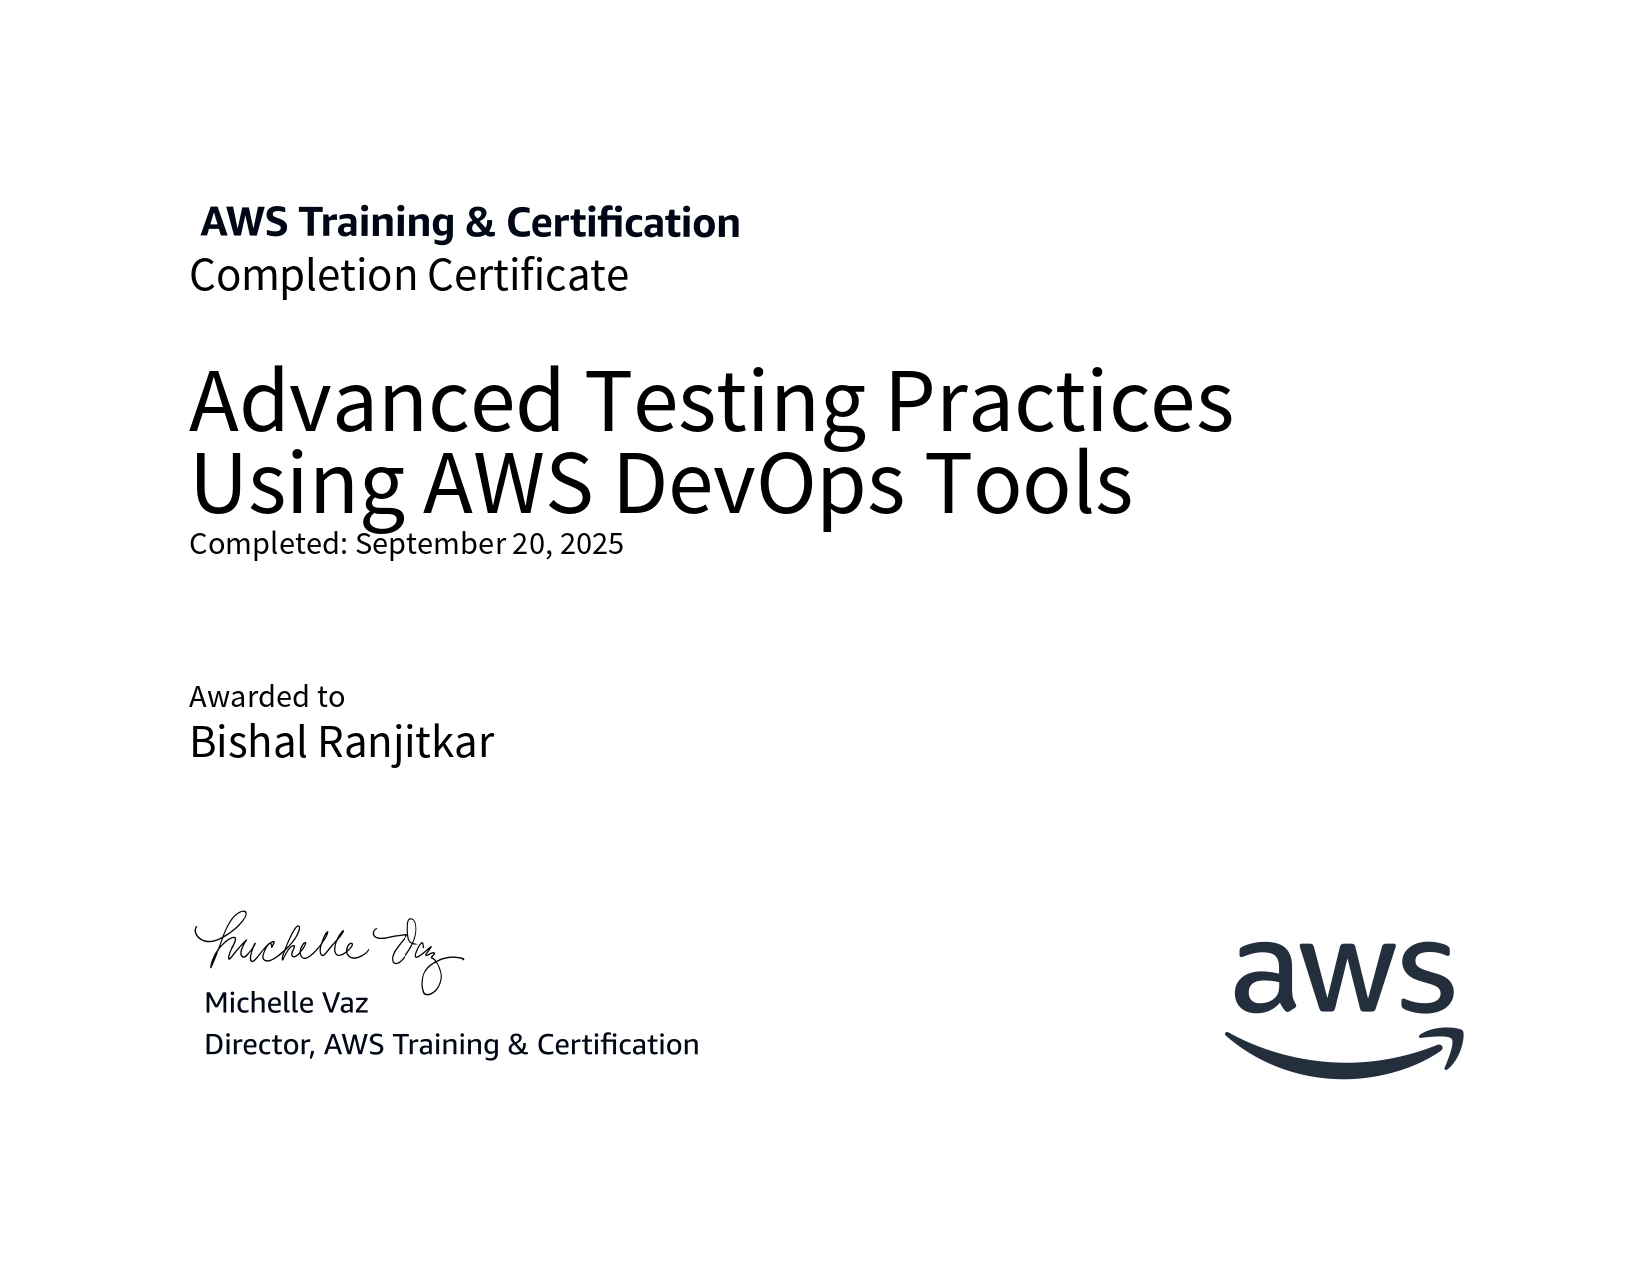 AWS Training & Certification
Completion Certificate
Advanced Testing Practices
Using AWS DevOps Tools
Completed: September 20, 2025
Awarded to
Bishal Ranjitkar
Michelle Vaz
Michelle Vaz
Director, AWS Training & Certification
aws